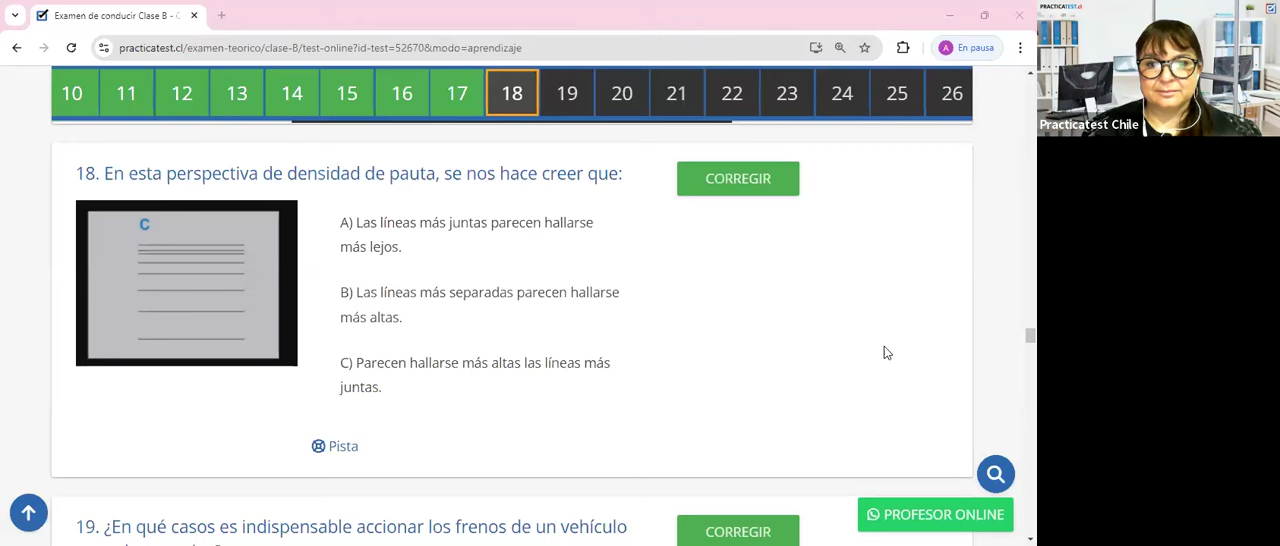 Examen de conducir Clase B - C
practicatest.cl/examen-teorico/clase-B/test-online?id-test=52670&modo=aprendizaje
A En pausa
PRACTICATEST.cl
Practicatest Chile
10 11 12 13 14 15 16 17 18 19 20 21 22 23 24 25 26
18. En esta perspectiva de densidad de pauta, se nos hace creer que:
CORREGIR
C
A) Las líneas más juntas parecen hallarse
más lejos.
B) Las líneas más separadas parecen hallarse
más altas.
C) Parecen hallarse más altas las líneas más
juntas.
Pista
PROFESOR ONLINE
19. ¿En qué casos es indispensable accionar los frenos de un vehículo
CORREGIR